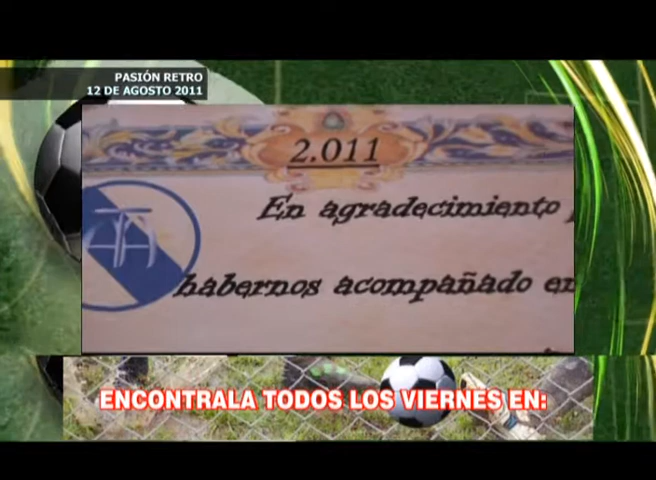 PASIÓN RETRO
12 DE AGOSTO 2011
2.011
En agradecimiento
habernos acompañado en
ENCONTRALA TODOS LOS VIERNES EN: